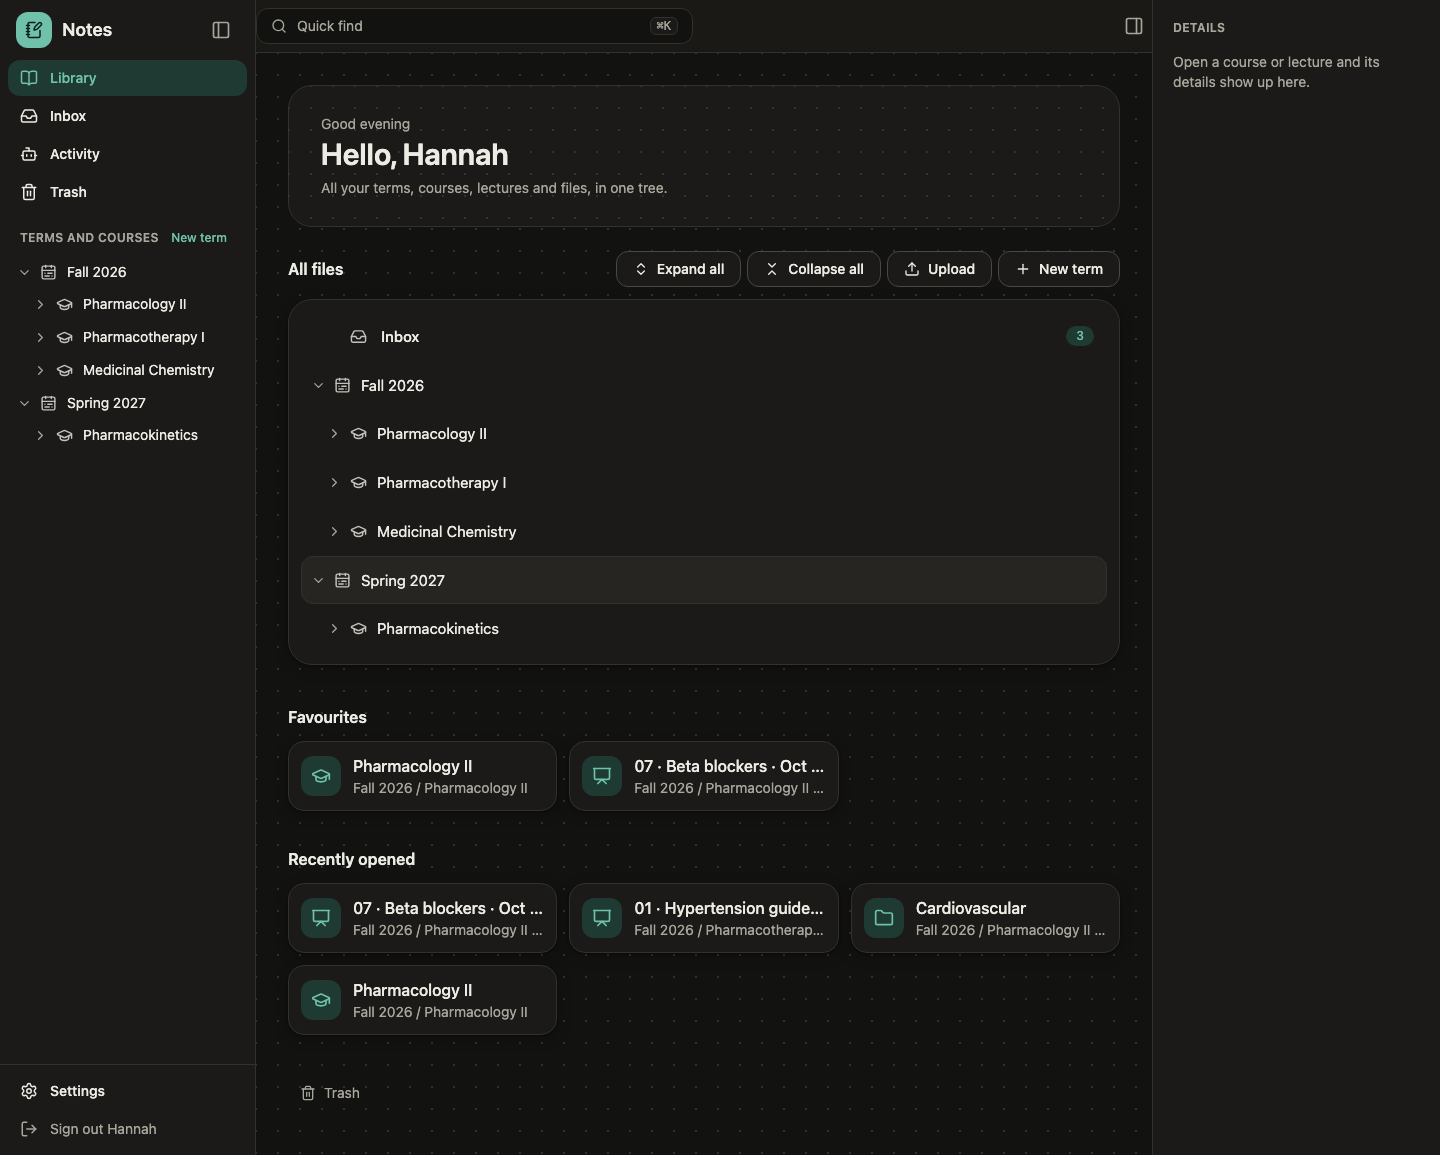 Notes
Library
Inbox
Activity
Trash
TERMS AND COURSES
New term
Fall 2026
Pharmacology II
Pharmacotherapy I
Medicinal Chemistry
Spring 2027
Pharmacokinetics
Settings
Sign out Hannah
Quick find
⌘K
Good evening
Hello, Hannah
All your terms, courses, lectures and files, in one tree.
All files
Expand all
Collapse all
Upload
New term
Inbox
3
Fall 2026
Pharmacology II
Pharmacotherapy I
Medicinal Chemistry
Spring 2027
Pharmacokinetics
Favourites
Pharmacology II
Fall 2026 / Pharmacology II
07 · Beta blockers · Oct ...
Fall 2026 / Pharmacology II ...
Recently opened
07 · Beta blockers · Oct ...
Fall 2026 / Pharmacology II ...
01 · Hypertension guide...
Fall 2026 / Pharmacotherap...
Cardiovascular
Fall 2026 / Pharmacology II ...
Pharmacology II
Fall 2026 / Pharmacology II
Trash
DETAILS
Open a course or lecture and its
details show up here.